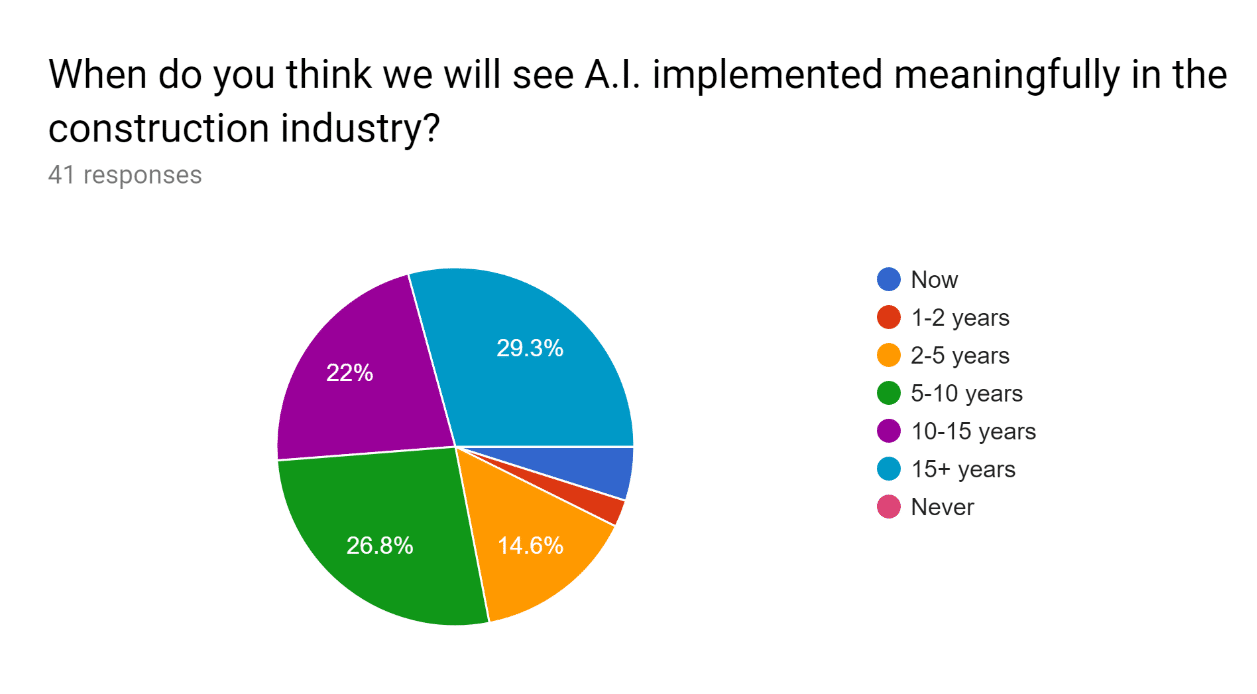 When do you think we will see A.I. implemented meaningfully in the
construction industry?
41 responses
29.3%
22%
26.8%
14.6%
Now
1-2 years
2-5 years
5-10 years
10-15 years
15+ years
Never